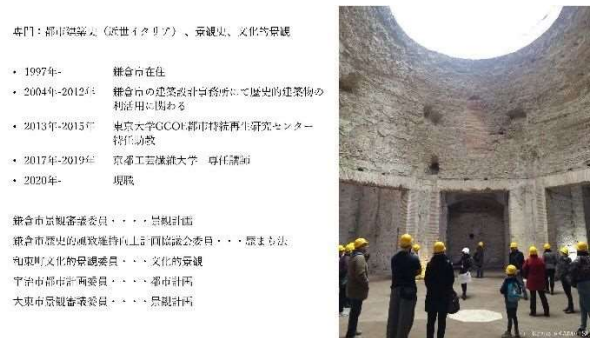 専門：都市建築史（近世イタリア）、景観史、文化的景観
• 1997年- 鎌倉市在住
• 2004年-2012年 鎌倉市の建築設計事務所にて歴史的建築物の
利活用に関わる
• 2013年-2015年 東京大学GCOE都市持続再生研究センター
特任助教
• 2017年-2019年 京都工芸繊維大学 専任講師
• 2020年- 現職
鎌倉市景観審議委員・・・・景観計画
鎌倉市歴史的風致維持向上計画協議会委員・・・歴まち法
和束町文化的景観委員・・・文化的景観
宇治市都市計画委員・・・・都市計画
大東市景観審議委員・・・・景観計画